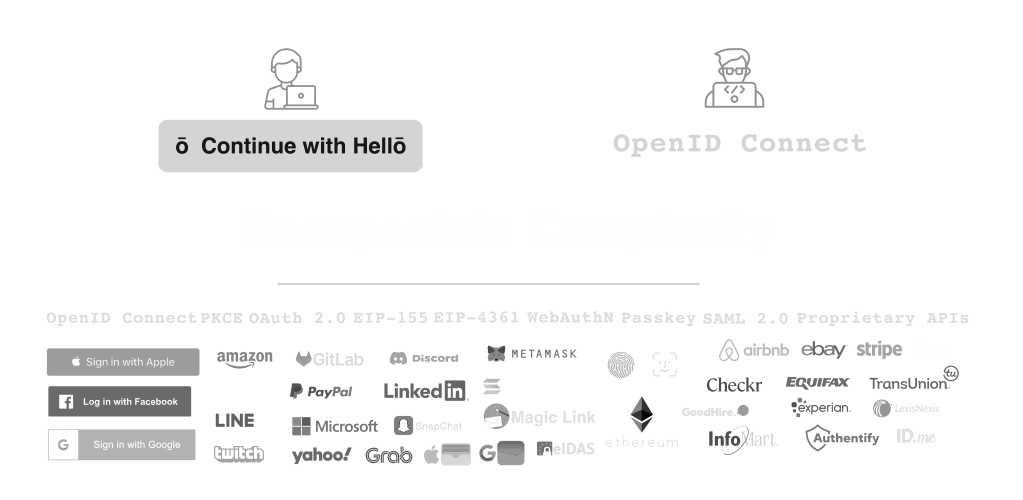 ō Continue with Hellō
OpenID Connect
Encapsulate Complexity
OpenID Connect PKCE OAuth 2.0 EIP-155 EIP-4361 WebAuthN Passkey SAML 2.0 Proprietary APIs
Sign in with Apple
amazon
GitLab
Discord
METAMASK
airbnb
ebay
stripe
Log in with Facebook
PayPal
Linked in
Checkr
EQUIFAX
TransUnion
tu
LINE
Microsoft
SnapChat
Magic Link
GoodHire
experian.
LexisNexis
G Sign in with Google
twitch
yahoo!
Grab
G
eIDAS
ethereum
InfoMart
Authentify
ID.me